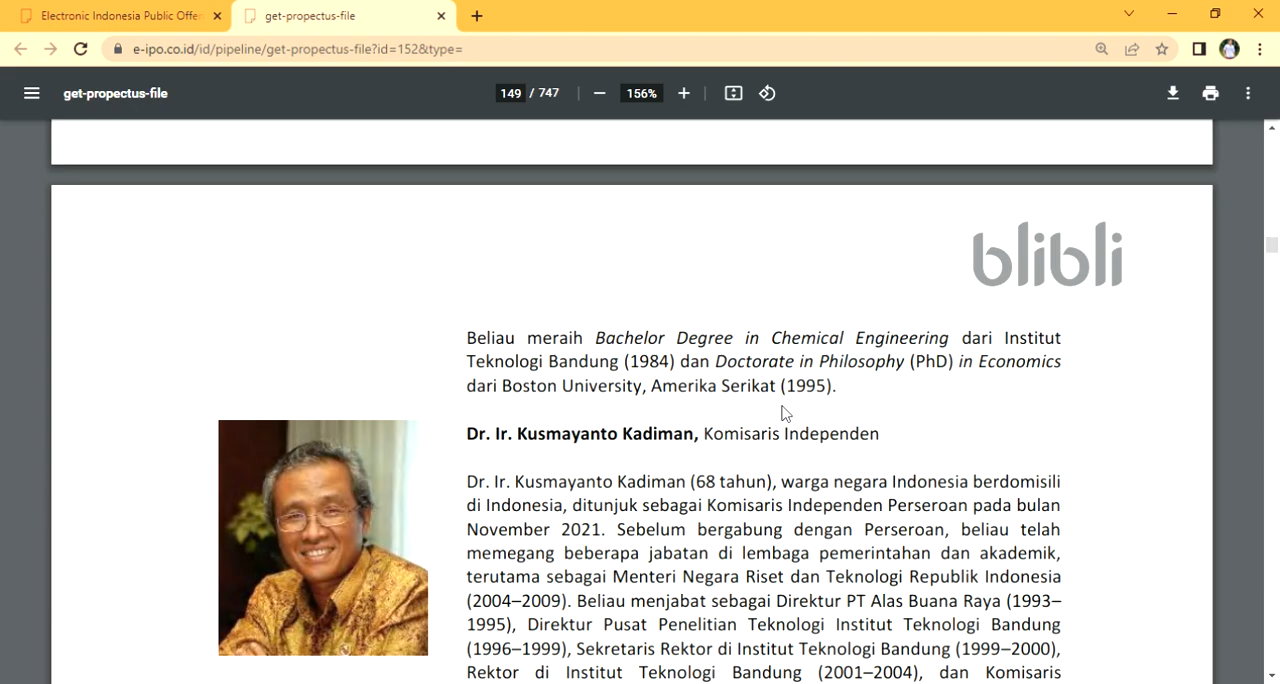 Electronic Indonesia Public Offer
get-propectus-file
e-ipo.co.id/id/pipeline/get-propectus-file?id=152&type=
get-propectus-file
149 / 747
156%
blibli
Beliau meraih Bachelor Degree in Chemical Engineering dari Institut
Teknologi Bandung (1984) dan Doctorate in Philosophy (PhD) in Economics
dari Boston University, Amerika Serikat (1995).
Dr. Ir. Kusmayanto Kadiman, Komisaris Independen
Dr. Ir. Kusmayanto Kadiman (68 tahun), warga negara Indonesia berdomisili
di Indonesia, ditunjuk sebagai Komisaris Independen Perseroan pada bulan
November 2021. Sebelum bergabung dengan Perseroan, beliau telah
memegang beberapa jabatan di lembaga pemerintahan dan akademik,
terutama sebagai Menteri Negara Riset dan Teknologi Republik Indonesia
(2004–2009). Beliau menjabat sebagai Direktur PT Alas Buana Raya (1993–
1995), Direktur Pusat Penelitian Teknologi Institut Teknologi Bandung
(1996–1999), Sekretaris Rektor di Institut Teknologi Bandung (1999–2000),
Rektor di Institut Teknologi Bandung (2001–2004), dan Komisaris